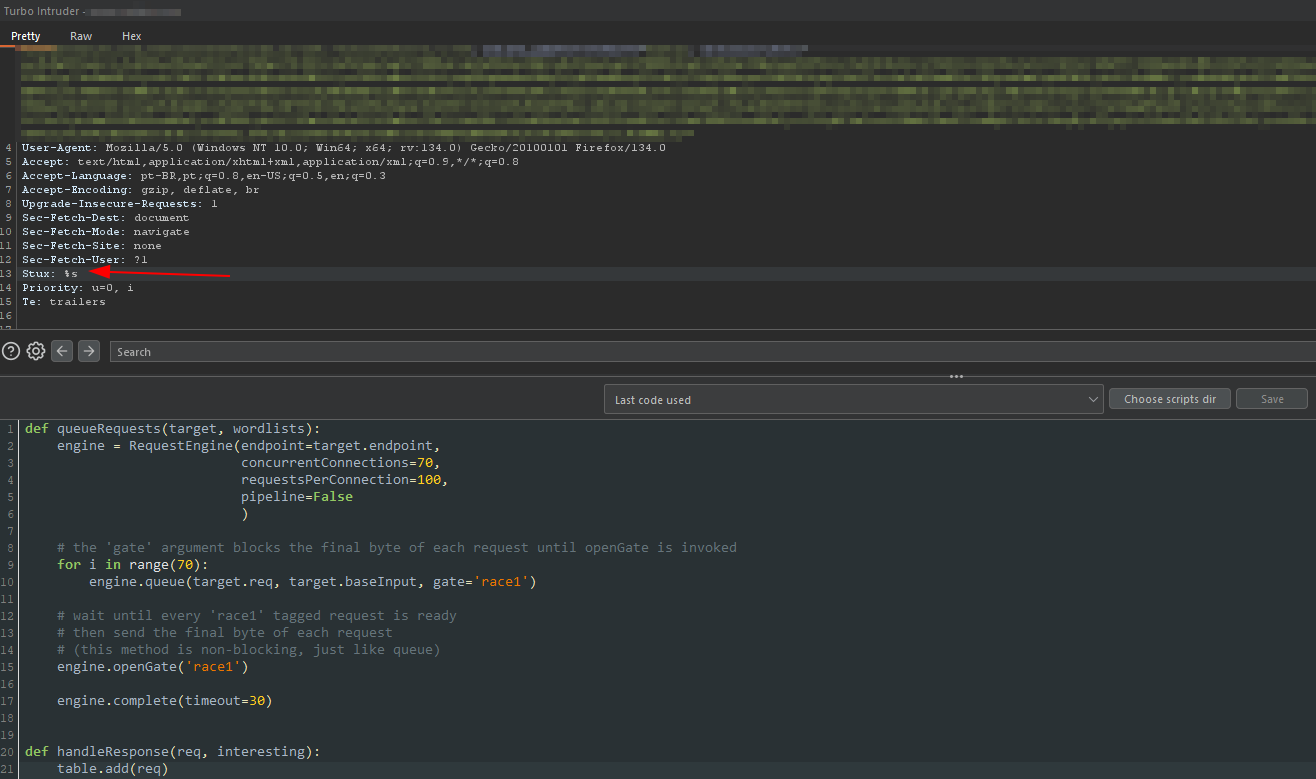 Turbo Intruder -
Pretty Raw Hex
4 User-Agent: Mozilla/5.0 (Windows NT 10.0; Win64; x64; rv:134.0) Gecko/20100101 Firefox/134.0
5 Accept: text/html,application/xhtml+xml,application/xml;q=0.9,*/*;q=0.8
6 Accept-Language: pt-BR,pt;q=0.8,en-US;q=0.5,en;q=0.3
7 Accept-Encoding: gzip, deflate, br
8 Upgrade-Insecure-Requests: 1
9 Sec-Fetch-Dest: document
10 Sec-Fetch-Mode: navigate
11 Sec-Fetch-Site: none
12 Sec-Fetch-User: ?1
13 Stux: %s
14 Priority: u=0, i
15 Te: trailers
16
17
Search
Last code used Choose scripts dir Save
1 def queueRequests(target, wordlists):
2 engine = RequestEngine(endpoint=target.endpoint,
3 concurrentConnections=70,
4 requestsPerConnection=100,
5 pipeline=False
6 )
7
8 # the 'gate' argument blocks the final byte of each request until openGate is invoked
9 for i in range(70):
10 engine.queue(target.req, target.baseInput, gate='race1')
11
12 # wait until every 'race1' tagged request is ready
13 # then send the final byte of each request
14 # (this method is non-blocking, just like queue)
15 engine.openGate('race1')
16
17 engine.complete(timeout=30)
18
19
20 def handleResponse(req, interesting):
21 table.add(req)